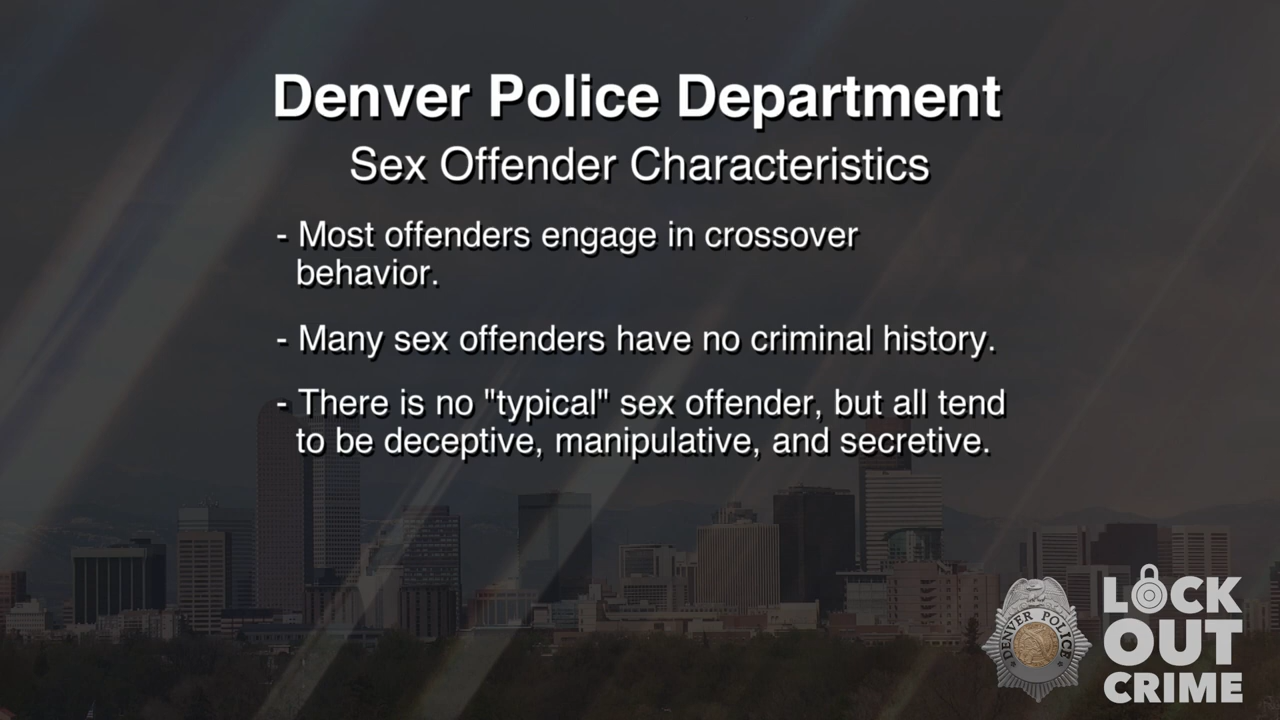 Denver Police Department
Sex Offender Characteristics
- Most offenders engage in crossover
behavior.
- Many sex offenders have no criminal history.
- There is no "typical" sex offender, but all tend
to be deceptive, manipulative, and secretive.
DENVER POLICE
LOCK
OUT
CRIME